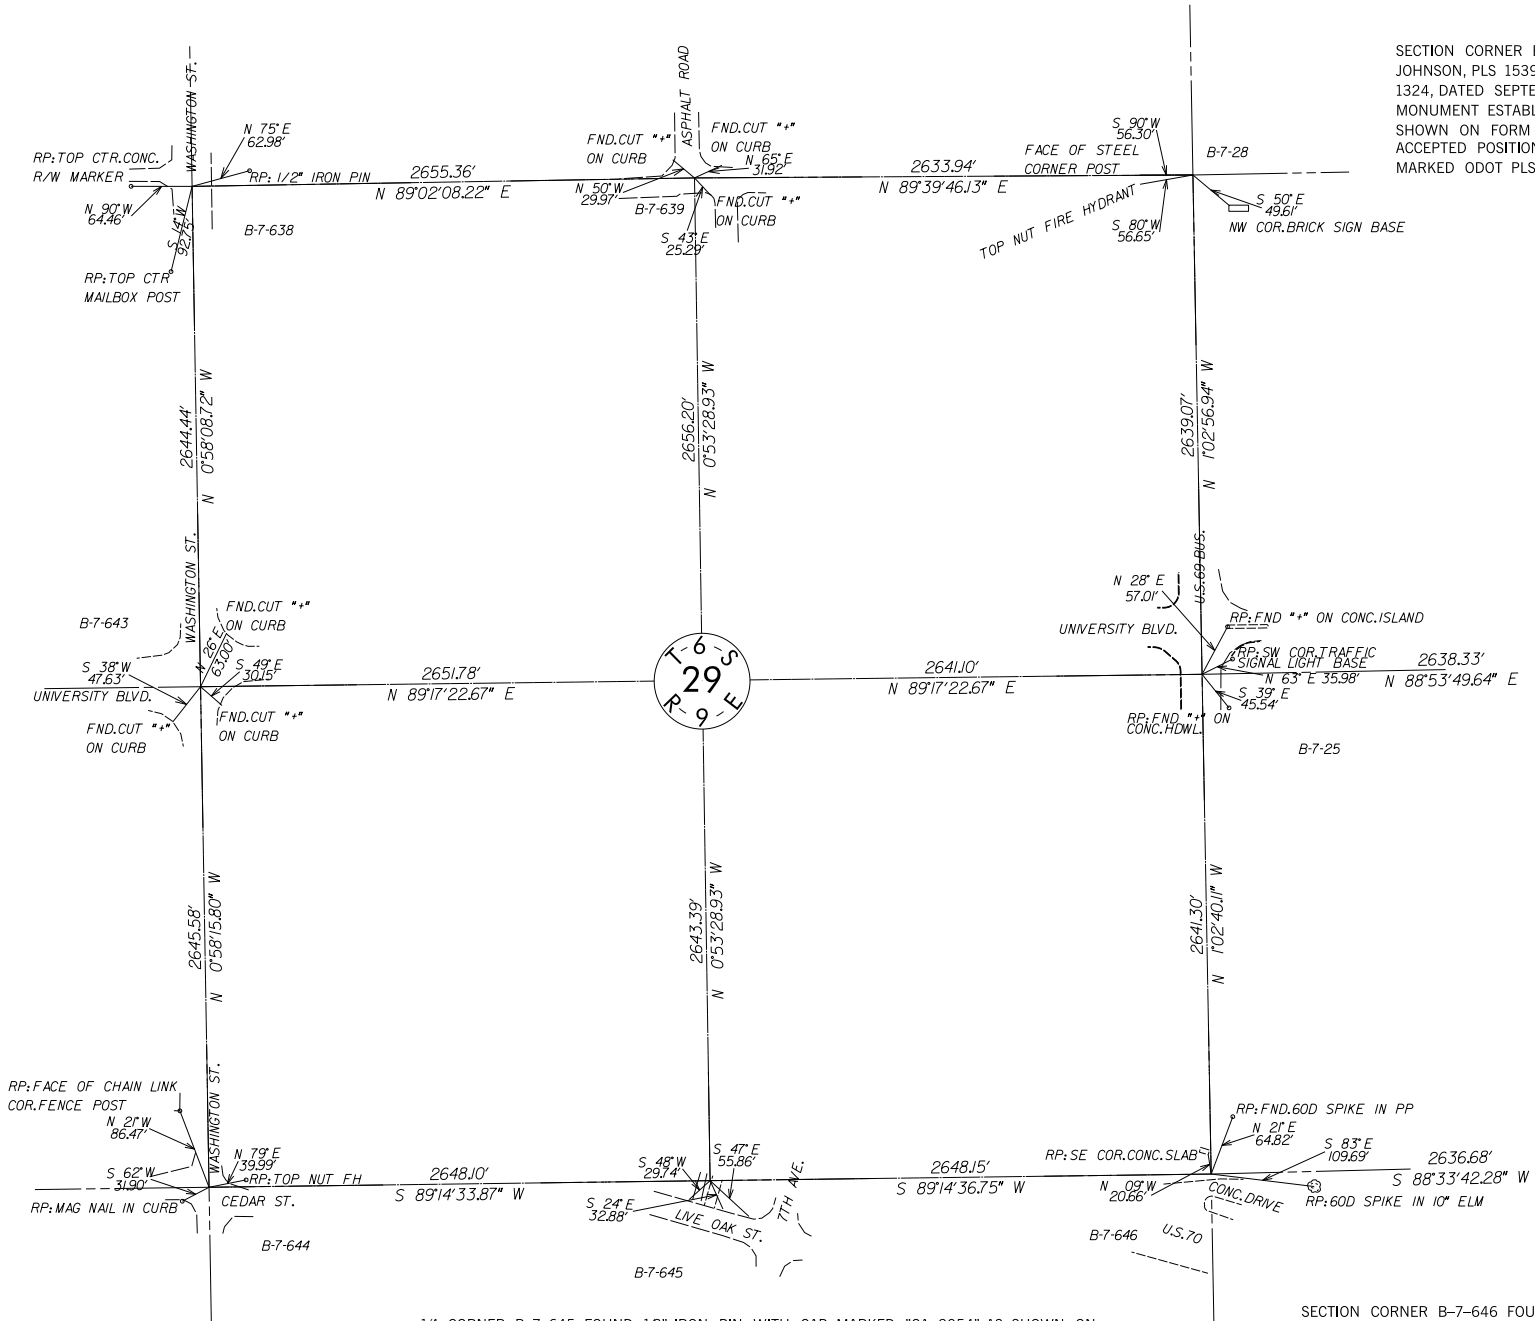 SECTION CORNER
JOHNSON, PLS 1539
1324, DATED SEPTE
MONUMENT ESTABL
SHOWN ON FORM
ACCEPTED POSITION
MARKED ODOT PLS
WASHINGTON ST.
N 75° E
62.98'
RP: TOP CTR. CONC.
R/W MARKER
RP: 1/2" IRON PIN
N 90° W
64.46'
S 14° W
92.75'
B-7-638
RP: TOP CTR
MAILBOX POST
2655.36'
N 89°02'08.22" E
ASPHALT ROAD
FND. CUT "+"
ON CURB
FND. CUT "+"
ON CURB
N 65° E
31.92'
N 50° W
29.97'
B-7-639
FND. CUT "+"
ON CURB
S 43° E
25.29'
2633.94'
N 89°39'46.13" E
S 90° W
56.30'
FACE OF STEEL
CORNER POST
B-7-28
TOP NUT FIRE HYDRANT
S 80° W
56.65'
S 50° E
49.61'
NW COR. BRICK SIGN BASE
2644.44'
N 0°58'08.72" W
2656.20'
N 0°53'28.93" W
2639.07'
N 1°02'56.94" W
WASHINGTON ST.
B-7-643
FND. CUT "+"
ON CURB
N 26° E
63.00'
S 49° E
30.15'
S 38° W
47.63'
UNIVERSITY BLVD.
FND. CUT "+"
ON CURB
FND. CUT "+"
ON CURB
2651.78'
N 89°17'22.67" E
T-6-S
29
R-9-E
2641.10'
N 89°17'22.67" E
U.S. 69 BUS.
N 28° E
57.01'
UNIVERSITY BLVD.
RP: FND "+" ON CONC. ISLAND
RP: SW COR. TRAFFIC
SIGNAL LIGHT BASE
N 63° E 35.98'
S 39° E
45.54'
RP: FND "+" ON
CONC. HDWL.
2638.33'
N 88°53'49.64" E
B-7-25
2645.58'
N 0°58'15.80" W
2643.39'
N 0°53'28.93" W
2641.30'
N 1°02'40.11" W
WASHINGTON ST.
RP: FACE OF CHAIN LINK
COR. FENCE POST
N 21° W
86.47'
S 62° W
31.90'
RP: MAG NAIL IN CURB
N 79° E
39.99'
RP: TOP NUT FH
CEDAR ST.
B-7-644
2648.10'
S 89°14'33.87" W
S 48° W
29.74'
S 47° E
55.86'
S 24° E
32.88'
LIVE OAK ST.
7TH AVE.
B-7-645
2648.15'
S 89°14'36.75" W
RP: SE COR. CONC. SLAB
N 09° W
20.66'
RP: FND. 60D SPIKE IN PP
N 21° E
64.82'
S 83° E
109.69'
CONC. DRIVE
RP: 60D SPIKE IN 10" ELM
2636.68'
S 88°33'42.28" W
B-7-646
U.S. 70
SECTION CORNER B-7-646 FOU